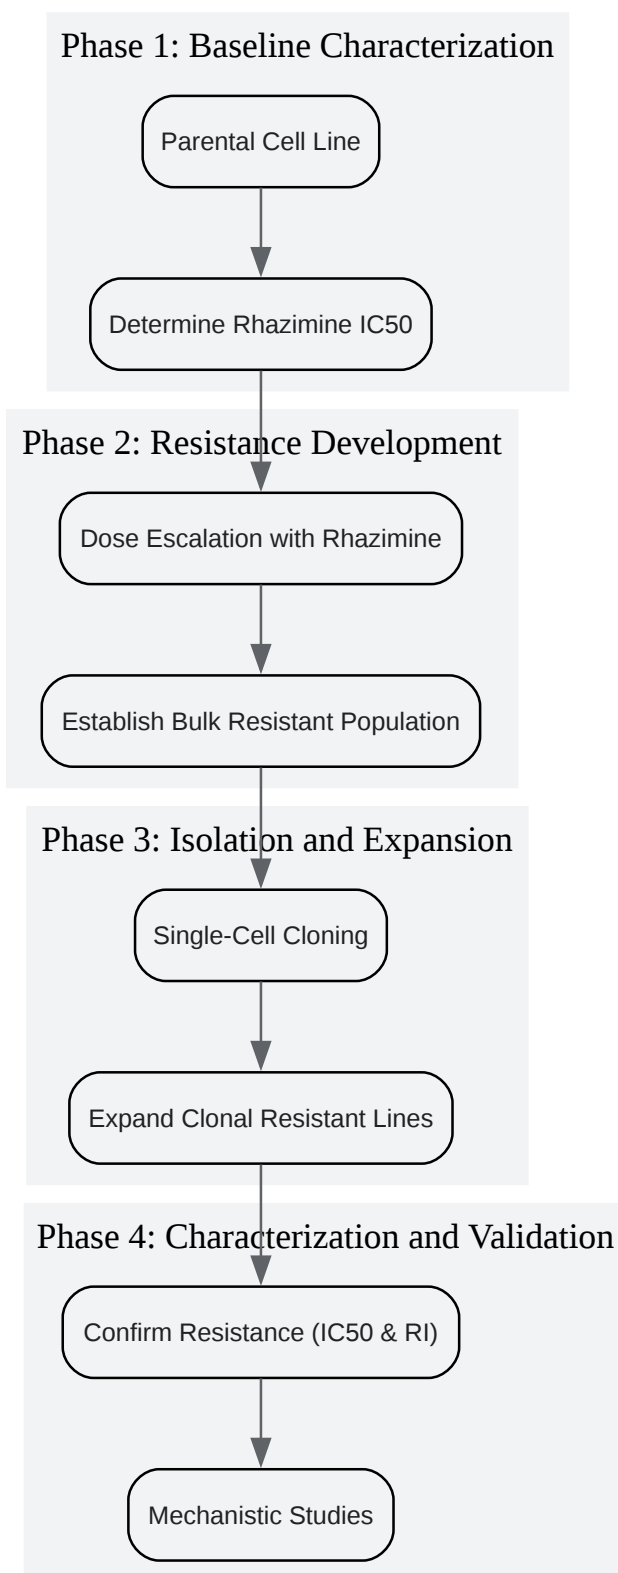 Phase 1: Baseline Characterization
Parental Cell Line
Determine Rhazimine IC50
Phase 2: Resistance Development
Dose Escalation with Rhazimine
Establish Bulk Resistant Population
Phase 3: Isolation and Expansion
Single-Cell Cloning
Expand Clonal Resistant Lines
Phase 4: Characterization and Validation
Confirm Resistance (IC50 & RI)
Mechanistic Studies